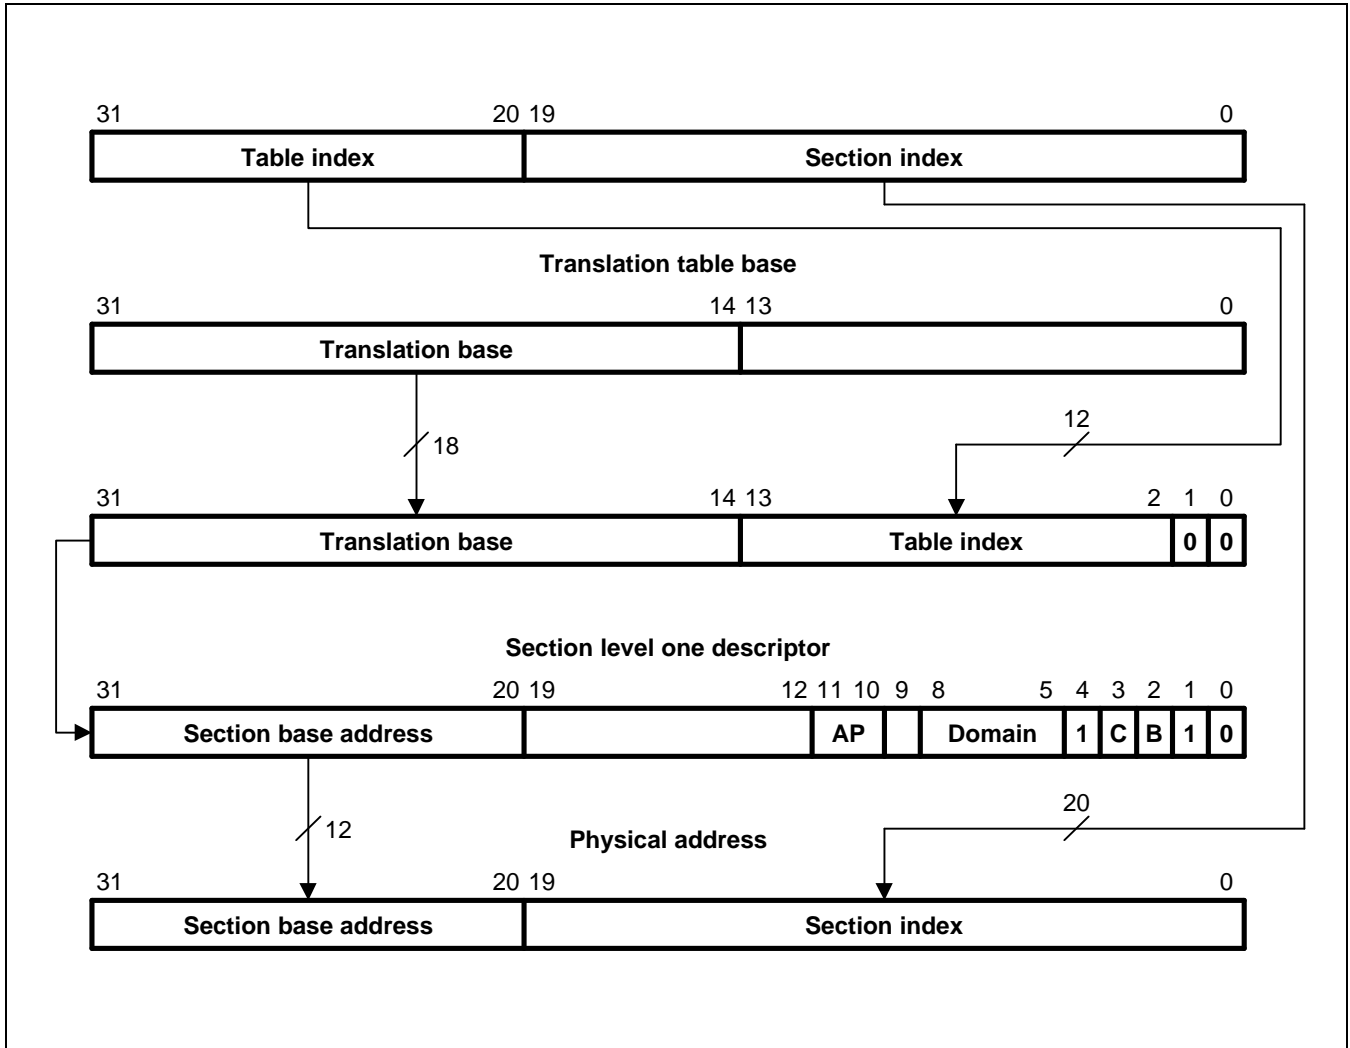 31 20 19 0
Table index Section index
Translation table base
31 14 13 0
Translation base
12
18
31 14 13 2 1 0
Translation base Table index 0 0
Section level one descriptor
31 20 19 12 11 10 9 8 5 4 3 2 1 0
Section base address AP Domain 1 C B 1 0
20
12
Physical address
31 20 19 0
Section base address Section index